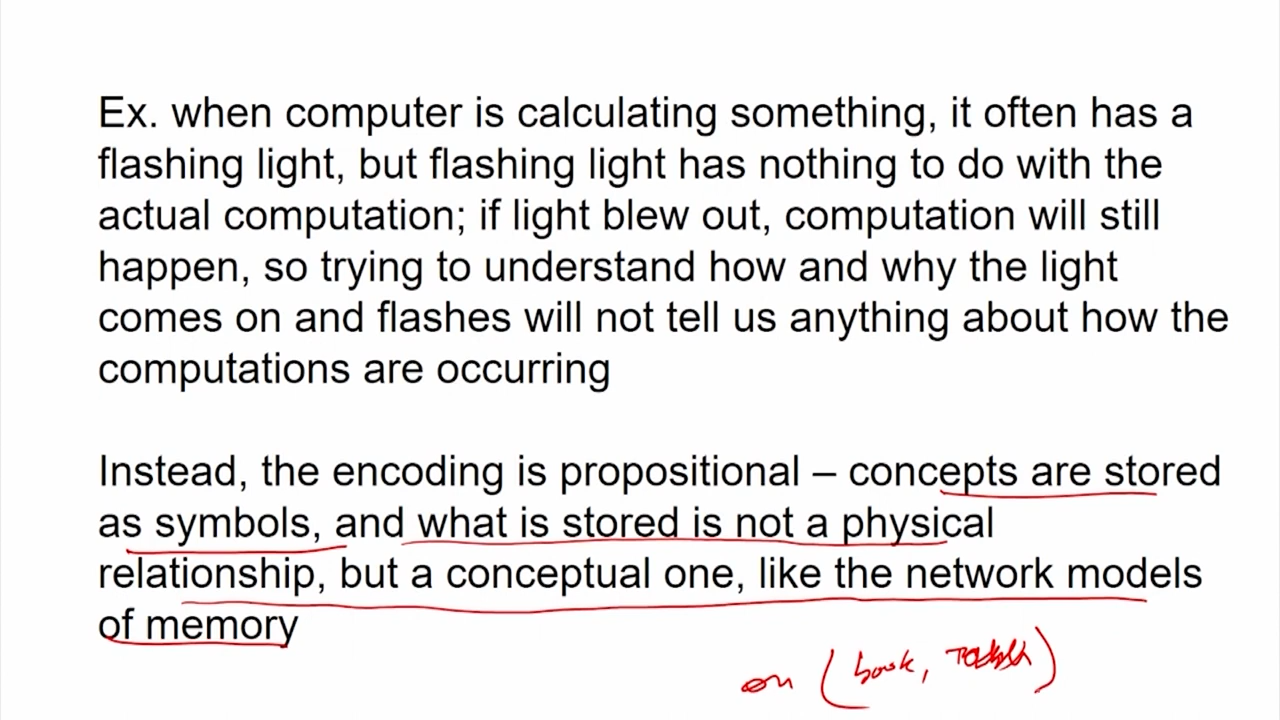 Ex. when computer is calculating something, it often has a
flashing light, but flashing light has nothing to do with the
actual computation; if light blew out, computation will still
happen, so trying to understand how and why the light
comes on and flashes will not tell us anything about how the
computations are occurring
Instead, the encoding is propositional – concepts are stored
as symbols, and what is stored is not a physical
relationship, but a conceptual one, like the network models
of memory
on (book, )